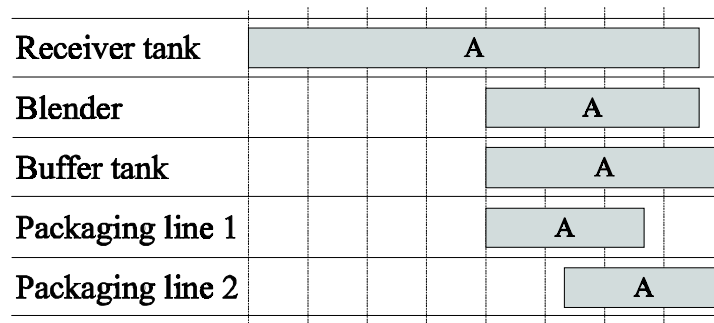 Receiver tank A
Blender A
Buffer tank A
Packaging line 1 A
Packaging line 2 A